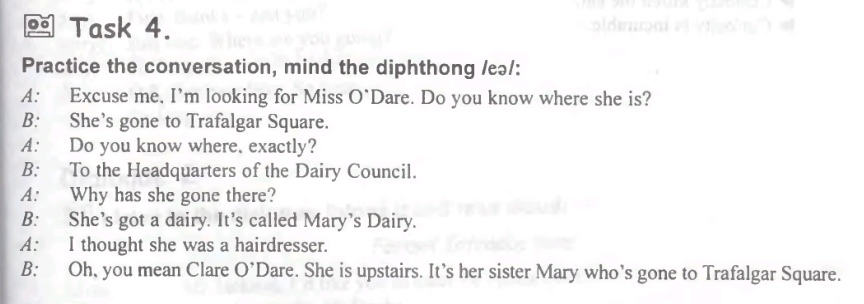 Task 4.
Practice the conversation, mind the diphthong /eə/:
A: Excuse me, I'm looking for Miss O'Dare. Do you know where she is?
B: She's gone to Trafalgar Square.
A: Do you know where, exactly?
B: To the Headquarters of the Dairy Council.
A: Why has she gone there?
B: She's got a dairy. It's called Mary's Dairy.
A: I thought she was a hairdresser.
B: Oh, you mean Clare O'Dare. She is upstairs. It's her sister Mary who's gone to Trafalgar Square.